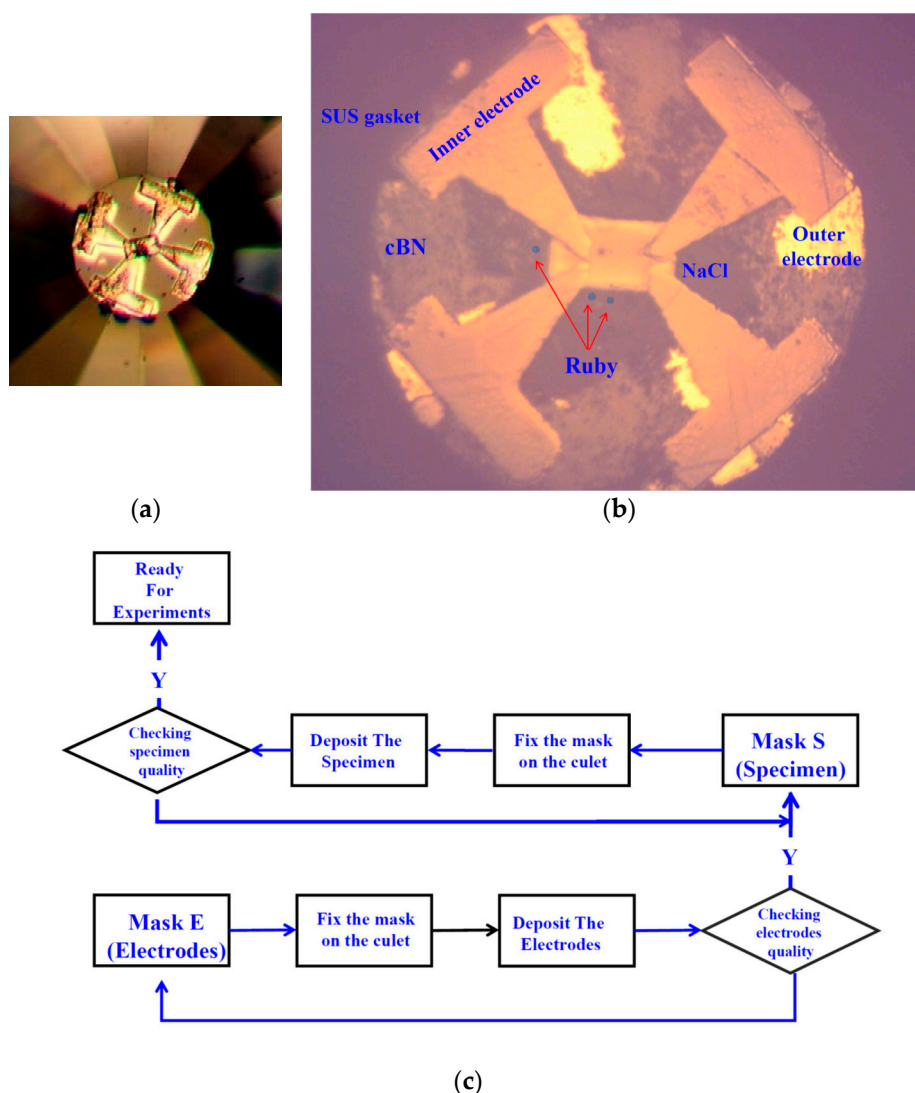 SUS gasket
Inner electrode
cBN
NaCl
Outer
electrode
Ruby
(a)
(b)
Ready
For
Experiments
Y
Checking
specimen
quality
Deposit The
Specimen
Fix the mask
on the culet
Mask S
(Specimen)
Y
Mask E
(Electrodes)
Fix the mask
on the culet
Deposit The
Electrodes
Checking
electrodes
quality
(c)